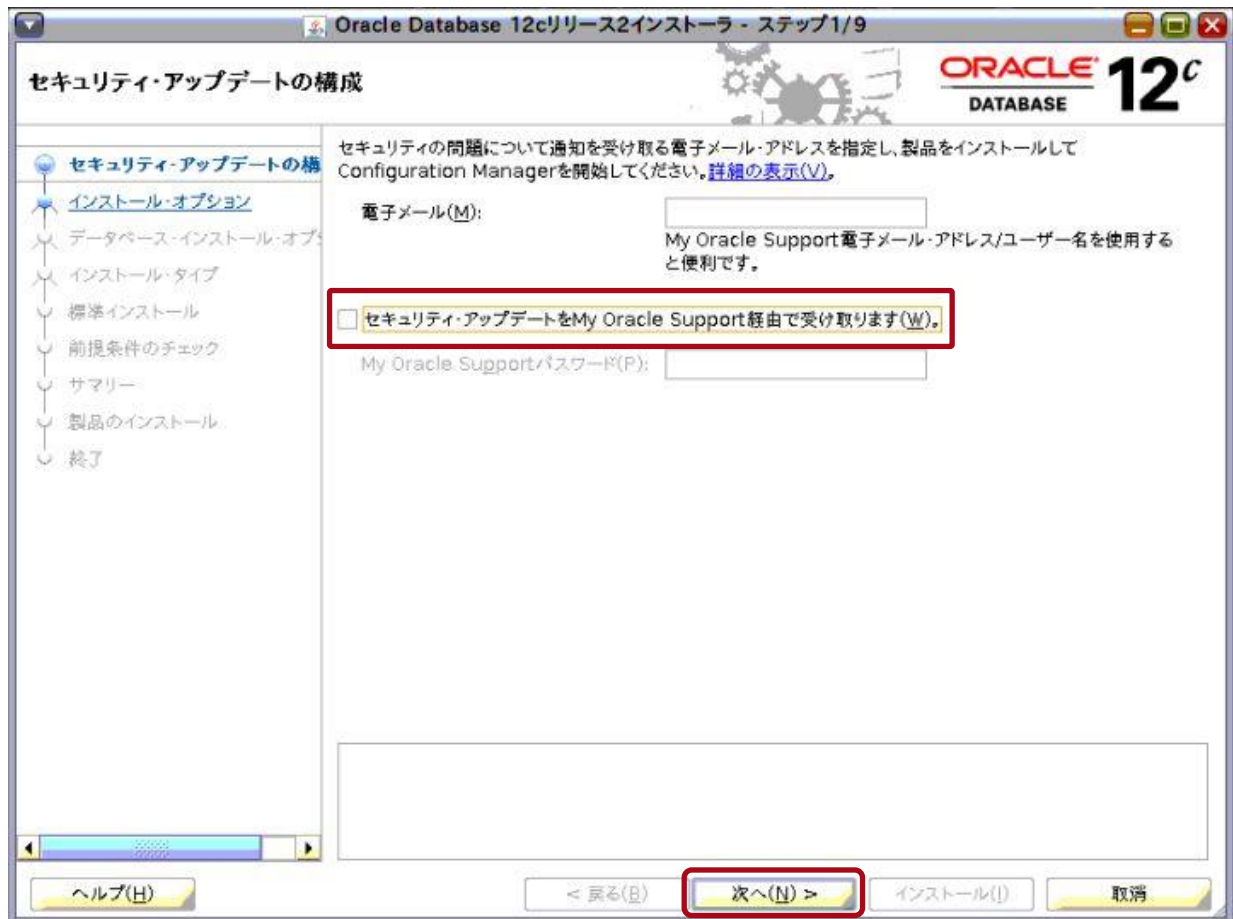 Oracle Database 12cリリース2インストーラ - ステップ1/9
セキュリティ・アップデートの構成
ORACLE
DATABASE
12c
セキュリティ・アップデートの構
インストール・オプション
データベース・インストール・オプ
インストール・タイプ
標準インストール
前提条件のチェック
サマリー
製品のインストール
終了
セキュリティの問題について通知を受け取る電子メール・アドレスを指定し、製品をインストールして
Configuration Managerを開始してください。詳細の表示(V)。
電子メール(M):
My Oracle Support電子メール・アドレス/ユーザー名を使用する
と便利です。
セキュリティ・アップデートをMy Oracle Support経由で受け取ります(W)。
My Oracle Supportパスワード(P):
ヘルプ(H)
< 戻る(B)
次へ(N) >
インストール(I)
取消